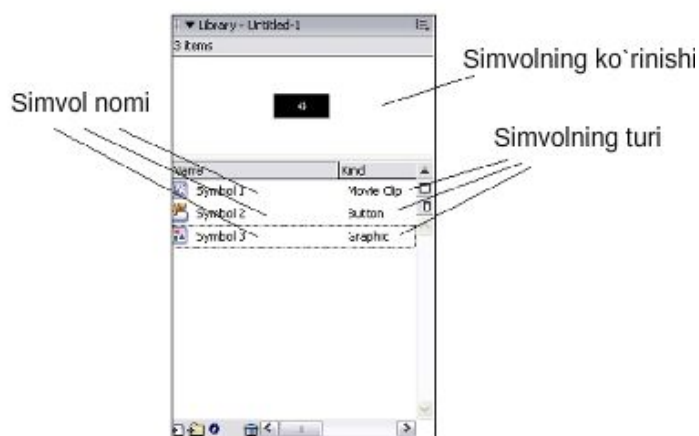 Library - Untitled-1
3 items
Simvolning ko`rinishi
Simvol nomi
Simvolning turi
Name Kind
Symbol 1 Movie Clip
Symbol 2 Button
Symbol 3 Graphic